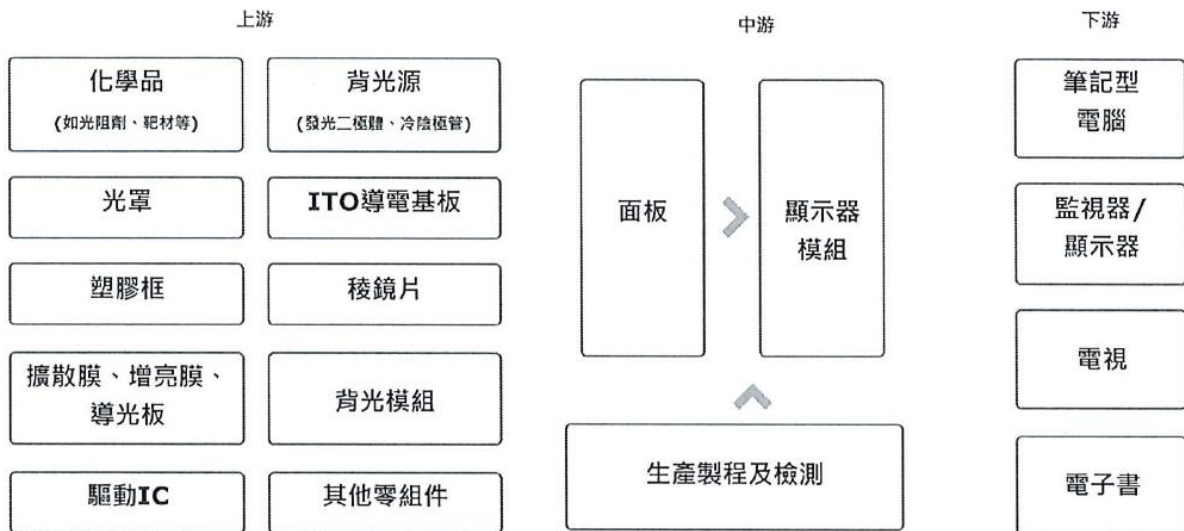 上游
中游
下游
化學品
(如光阻劑、靶材等)
背光源
(發光二極體、冷陰極管)
光罩
ITO導電基板
塑膠框
稜鏡片
擴散膜、增亮膜、
導光板
背光模組
驅動IC
其他零組件
面板
顯示器
模組
生產製程及檢測
筆記型
電腦
監視器/
顯示器
電視
電子書